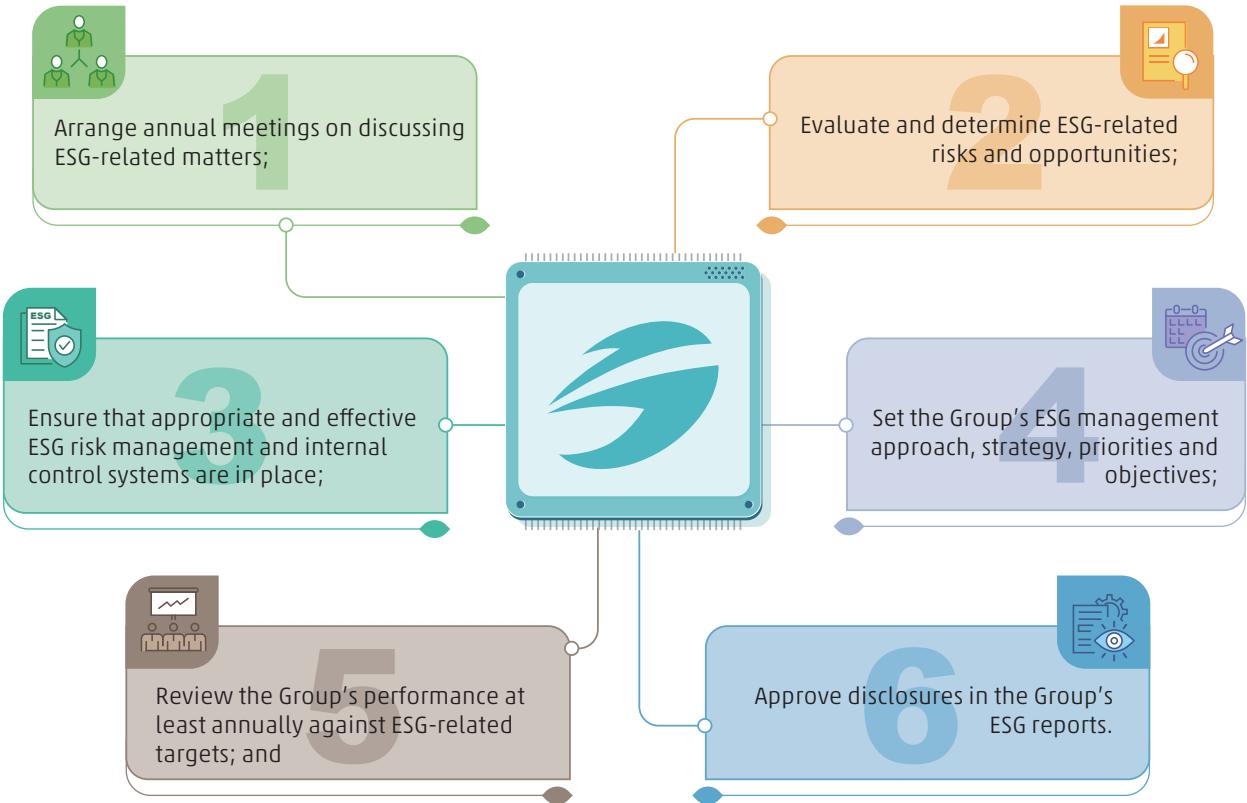 1
Arrange annual meetings on discussing
ESG-related matters;
2
Evaluate and determine ESG-related
risks and opportunities;
ESG
3
Ensure that appropriate and effective
ESG risk management and internal
control systems are in place;
4
Set the Group's ESG management
approach, strategy, priorities and
objectives;
5
Review the Group's performance at
least annually against ESG-related
targets; and
6
Approve disclosures in the Group's
ESG reports.